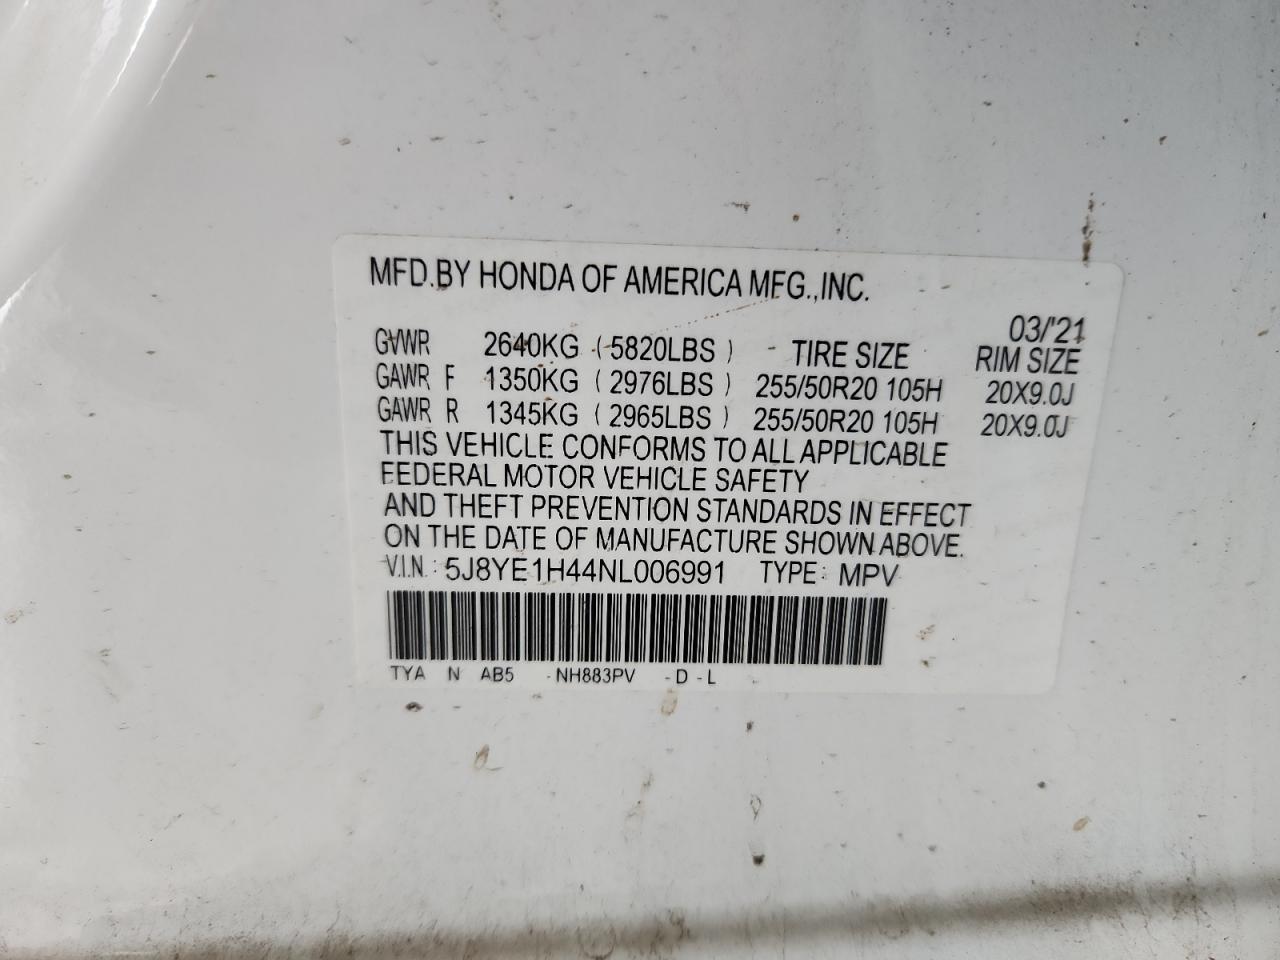 MFD.BY HONDA OF AMERICA MFG.,INC.
03/'21
GVWR 2640KG (5820LBS) - TIRE SIZE RIM SIZE
GAWR F 1350KG (2976LBS) 255/50R20 105H 20X9.0J
GAWR R 1345KG (2965LBS) 255/50R20 105H 20X9.0J
THIS VEHICLE CONFORMS TO ALL APPLICABLE
FEDERAL MOTOR VEHICLE SAFETY
AND THEFT PREVENTION STANDARDS IN EFFECT
ON THE DATE OF MANUFACTURE SHOWN ABOVE.
V.I.N: 5J8YE1H44NL006991 TYPE: MPV
TYA N AB5 -NH883PV -D -L